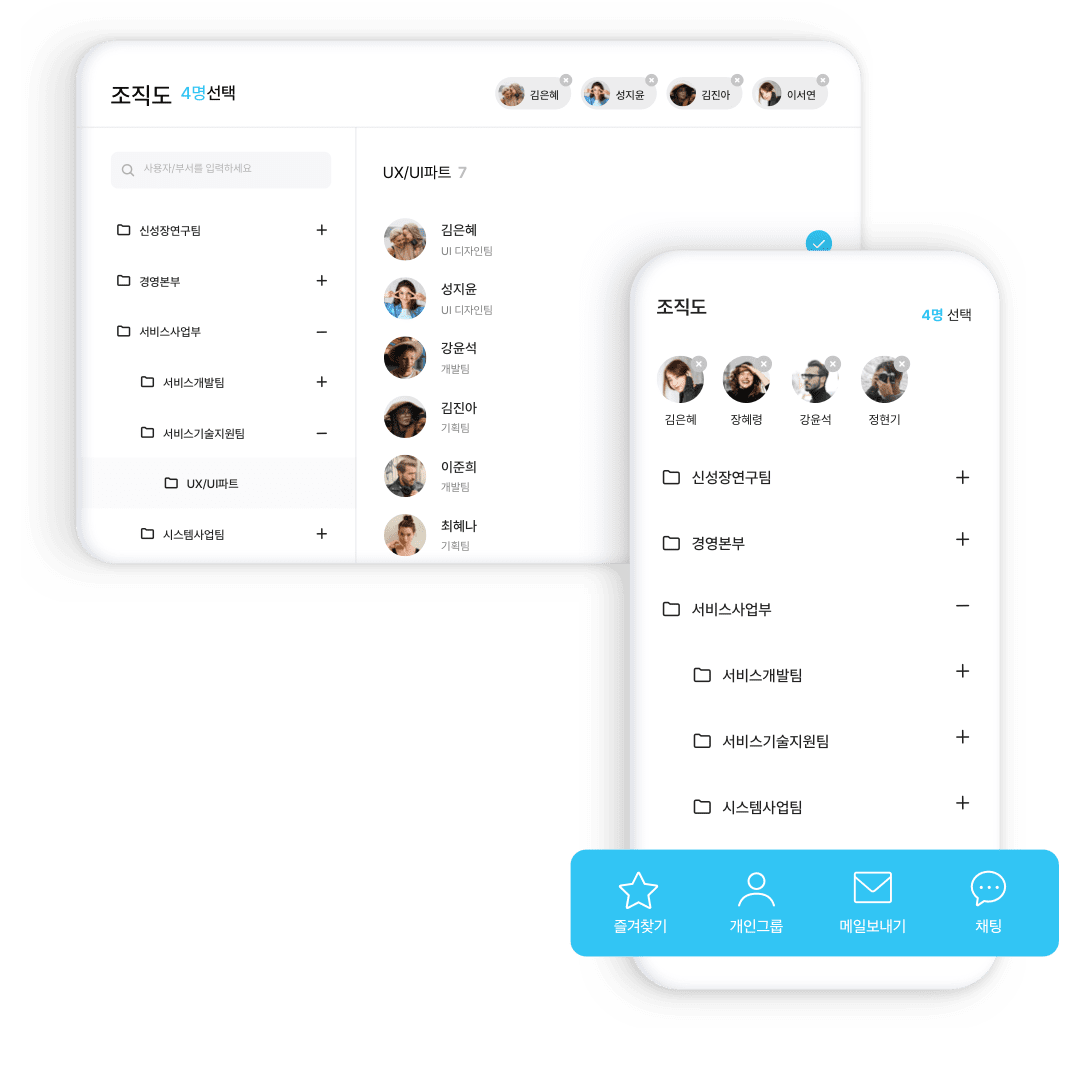 조직도 4명선택
김은혜 성지윤 김진아 이서연
사용자/부서를 입력하세요
신성장연구팀
경영본부
서비스사업부
서비스개발팀
서비스기술지원팀
UX/UI파트
시스템사업팀
UX/UI파트 7
김은혜
UI 디자인팀
성지윤
UI 디자인팀
강윤석
개발팀
김진아
기획팀
이준희
개발팀
최혜나
기획팀
조직도
4명 선택
김은혜 장혜령 강윤석 정현기
신성장연구팀
경영본부
서비스사업부
서비스개발팀
서비스기술지원팀
시스템사업팀
즐겨찾기 개인그룹 메일보내기 채팅